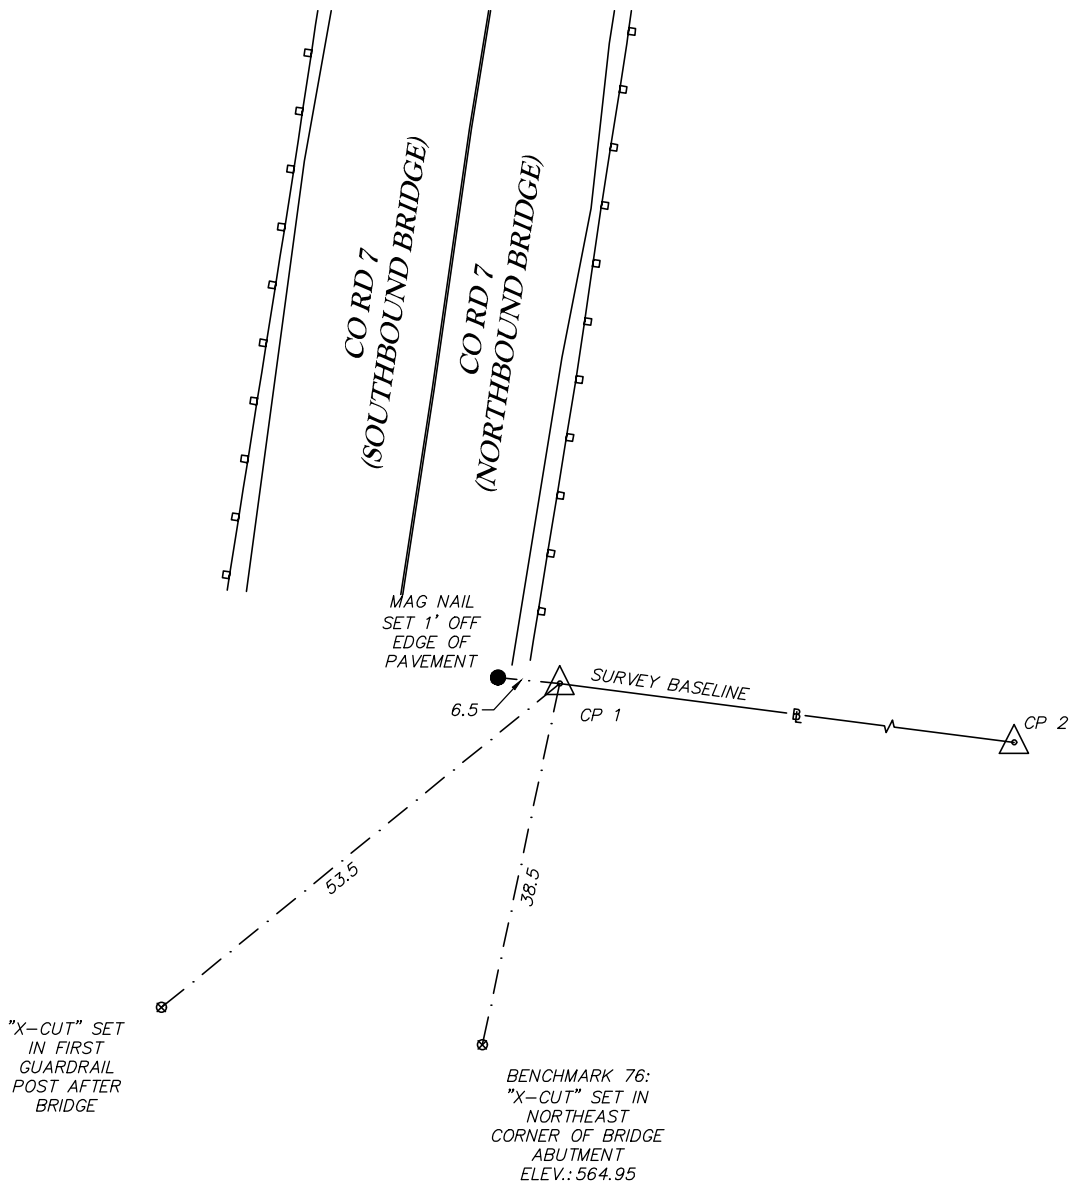 CO RD 7
(SOUTHBOUND BRIDGE)
CO RD 7
(NORTHBOUND BRIDGE)
MAG NAIL
SET 1' OFF
EDGE OF
PAVEMENT
SURVEY BASELINE
6.5
CP 1
CP 2
53.5
38.5
"X-CUT" SET
IN FIRST
GUARDRAIL
POST AFTER
BRIDGE
BENCHMARK 76:
"X-CUT" SET IN
NORTHEAST
CORNER OF BRIDGE
ABUTMENT
ELEV.: 564.95